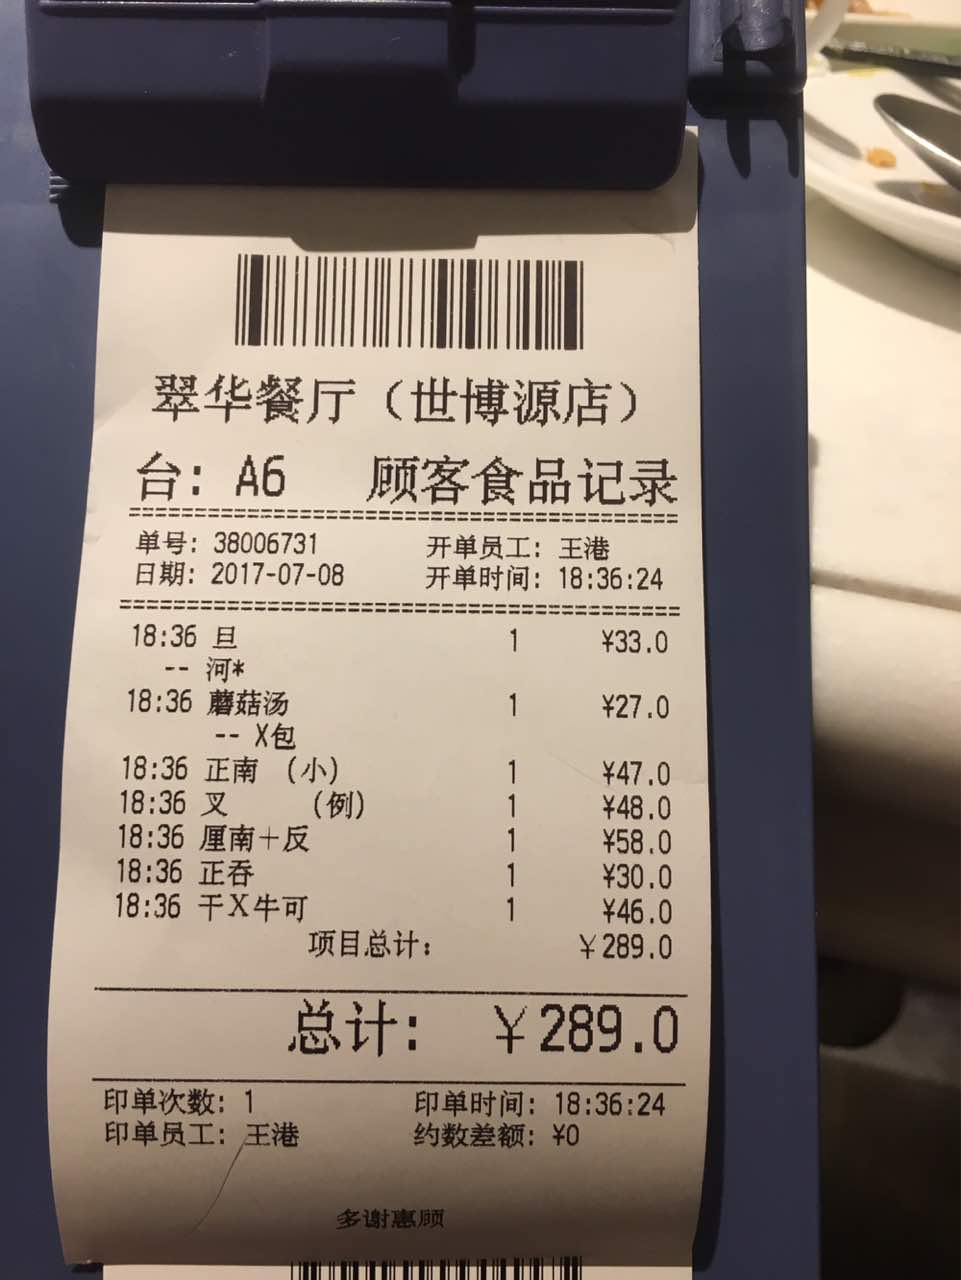 翠华餐厅（世博源店）
台：A6 顾客食品记录
单号：38006731 开单员工：王港
日期：2017-07-08 开单时间：18:36:24
18:36 旦 1 ¥33.0
-- 河*
18:36 蘑菇汤 1 ¥27.0
-- X包
18:36 正南（小） 1 ¥47.0
18:36 叉 （例） 1 ¥48.0
18:36 厘南＋反 1 ¥58.0
18:36 正吞 1 ¥30.0
18:36 干X牛可 1 ¥46.0
项目总计： ￥289.0
总计： ￥289.0
印单次数：1 印单时间：18:36:24
印单员工：王港 约数差额：¥0
多谢惠顾